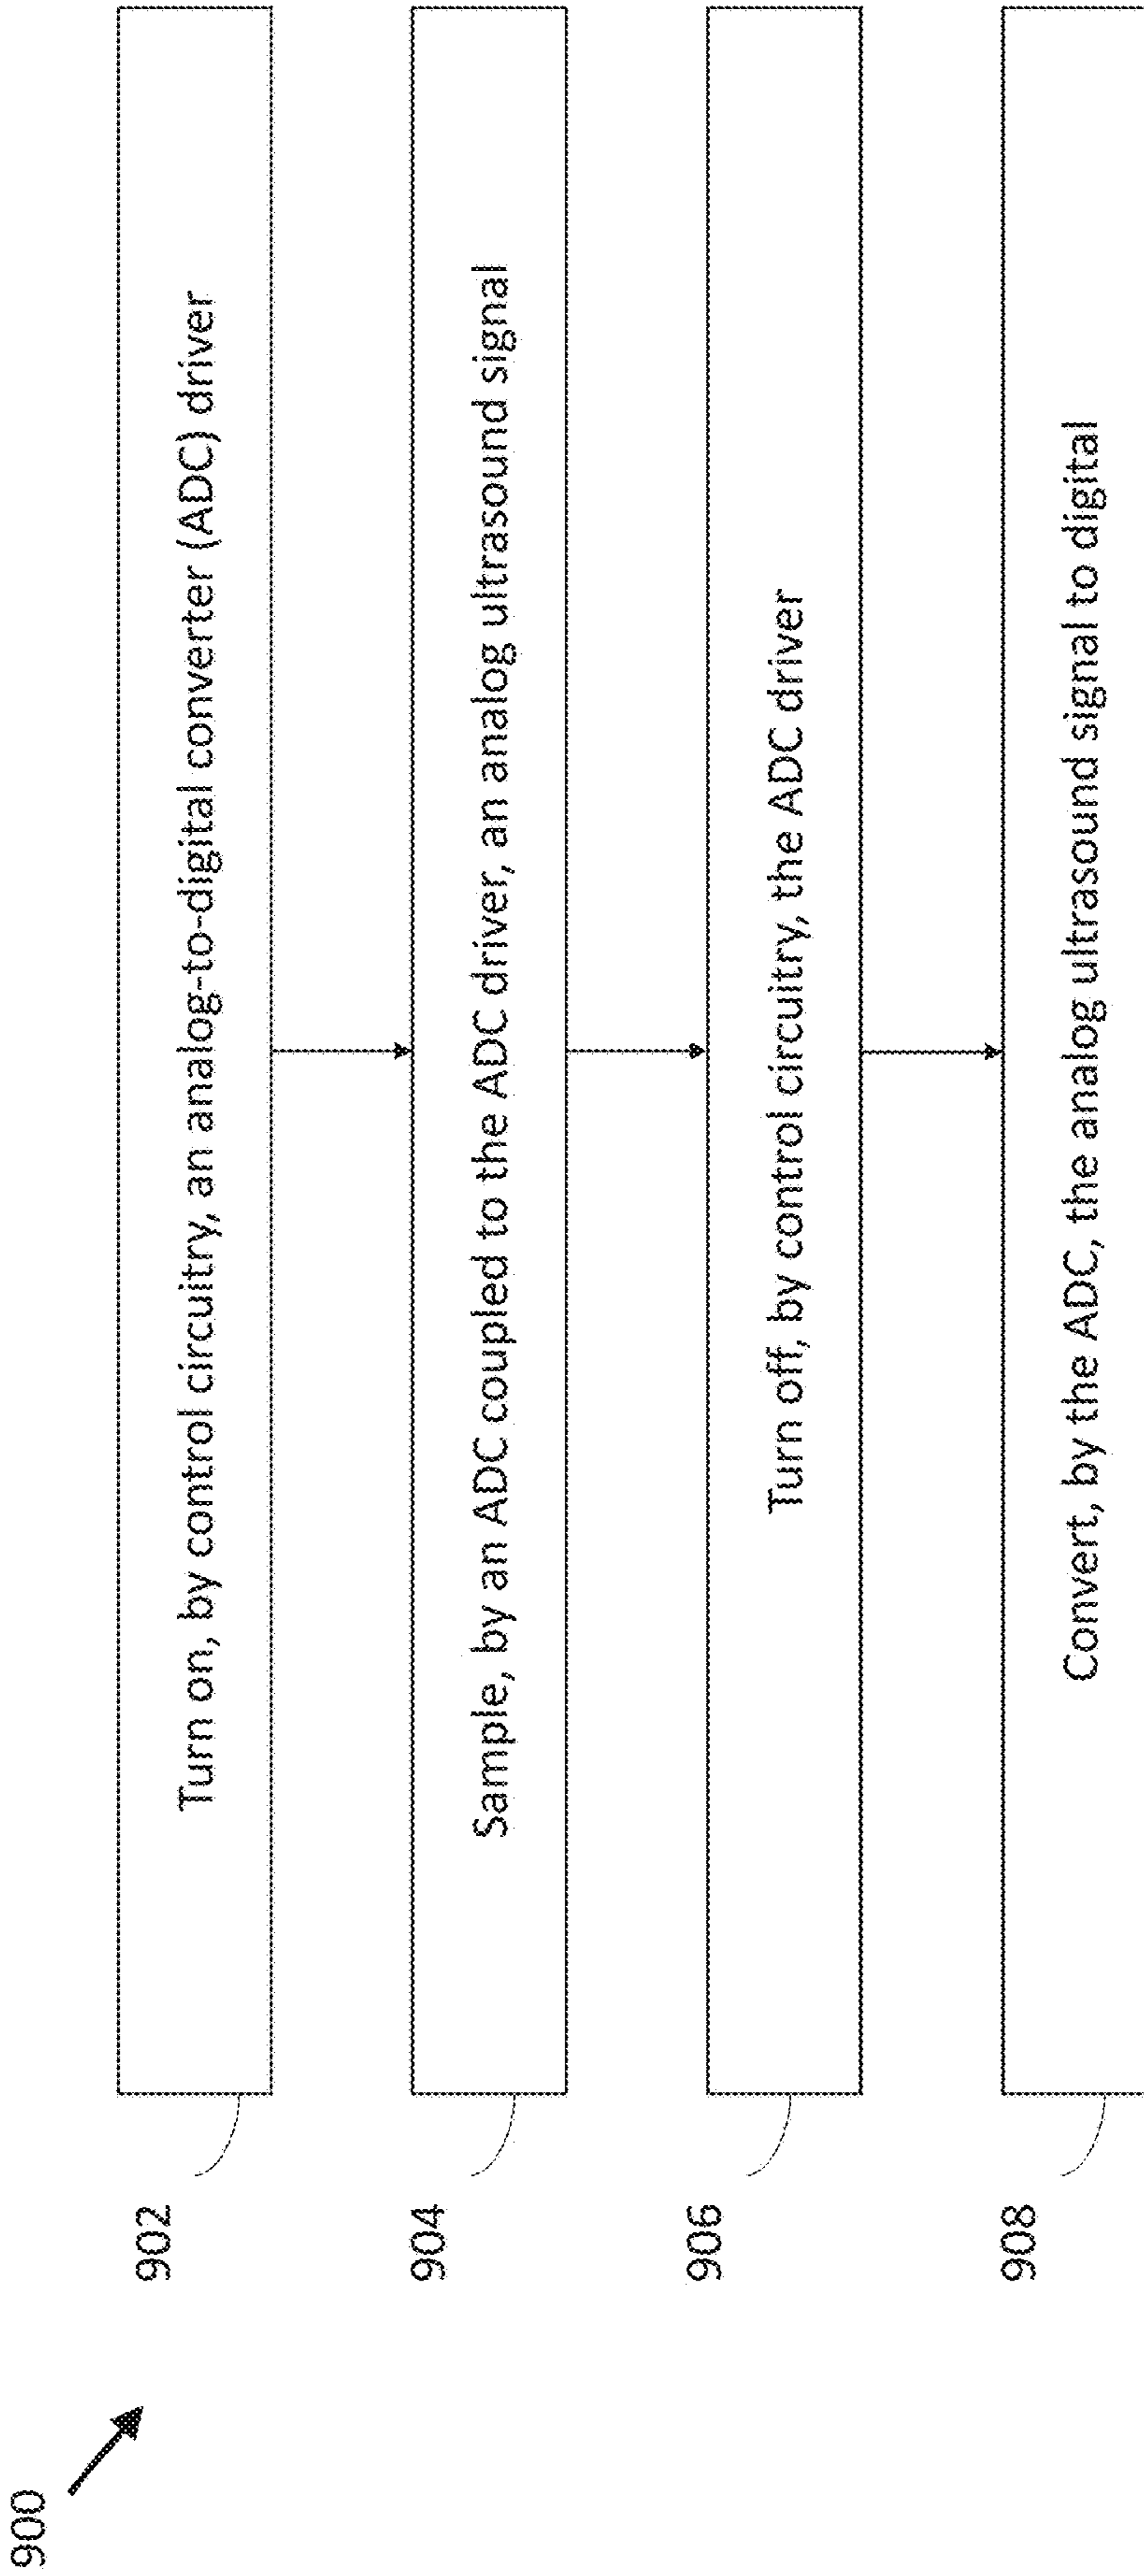 900
902
Turn on, by control circuitry, an analog-to-digital converter (ADC) driver
904
Sample, by an ADC coupled to the ADC driver, an analog ultrasound signal
906
Turn off, by control circuitry, the ADC driver
908
Convert, by the ADC, the analog ultrasound signal to digital